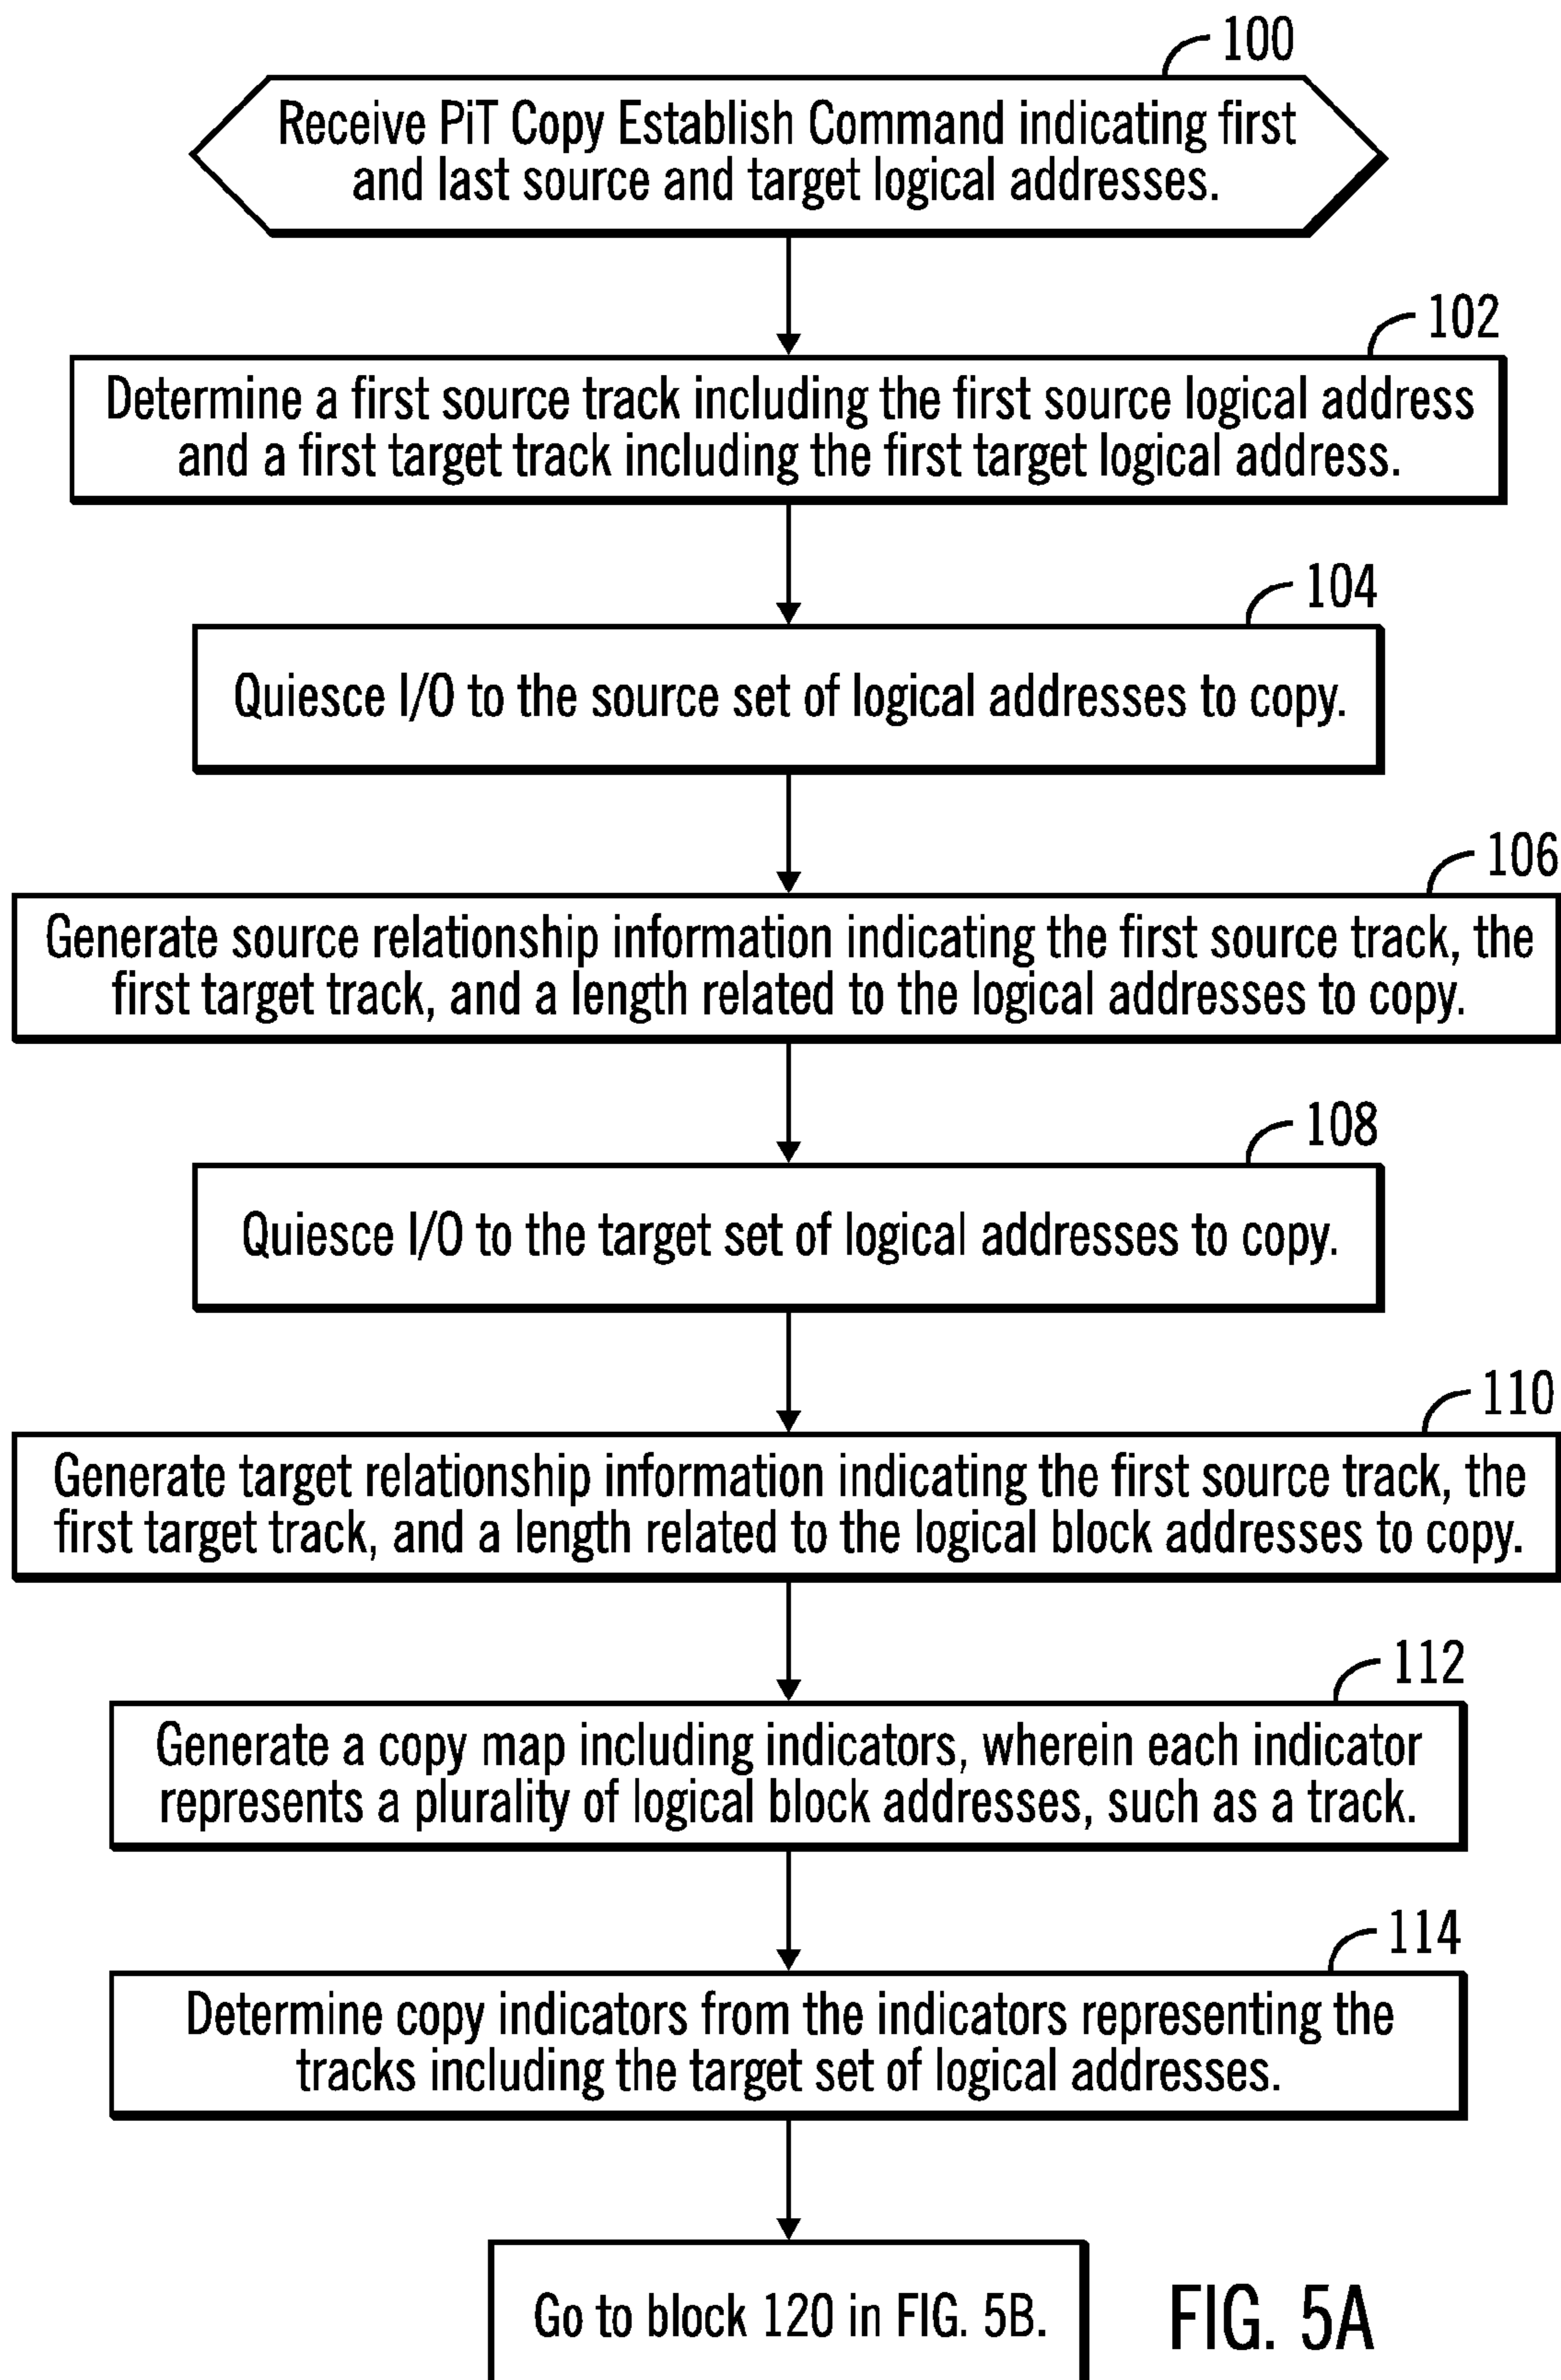 100
Receive PiT Copy Establish Command indicating first
and last source and target logical addresses.
102
Determine a first source track including the first source logical address
and a first target track including the first target logical address.
104
Quiesce I/O to the source set of logical addresses to copy.
106
Generate source relationship information indicating the first source track, the
first target track, and a length related to the logical addresses to copy.
108
Quiesce I/O to the target set of logical addresses to copy.
110
Generate target relationship information indicating the first source track, the
first target track, and a length related to the logical block addresses to copy.
112
Generate a copy map including indicators, wherein each indicator
represents a plurality of logical block addresses, such as a track.
114
Determine copy indicators from the indicators representing the
tracks including the target set of logical addresses.
Go to block 120 in FIG. 5B.
FIG. 5A